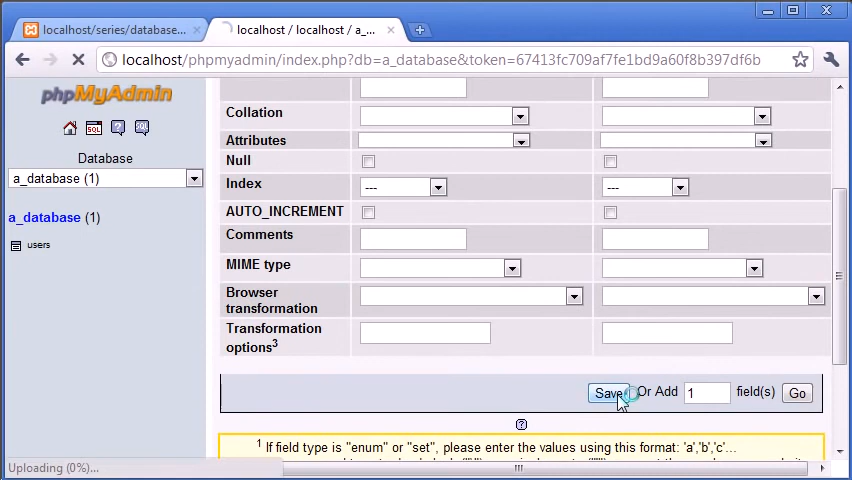 localhost/series/database...
localhost / localhost / a_...
localhost/phpmyadmin/index.php?db=a_database&token=67413fc709af7fe1bd9a60f8b397df6b
phpMyAdmin
SQL
Database
a_database (1)
a_database (1)
users
Collation
Attributes
Null
Index
---
---
AUTO_INCREMENT
Comments
MIME type
Browser
transformation
Transformation
options3
Save
Or Add
1
field(s)
Go
1 If field type is "enum" or "set", please enter the values using this format: 'a','b','c'...
Uploading (0%)...